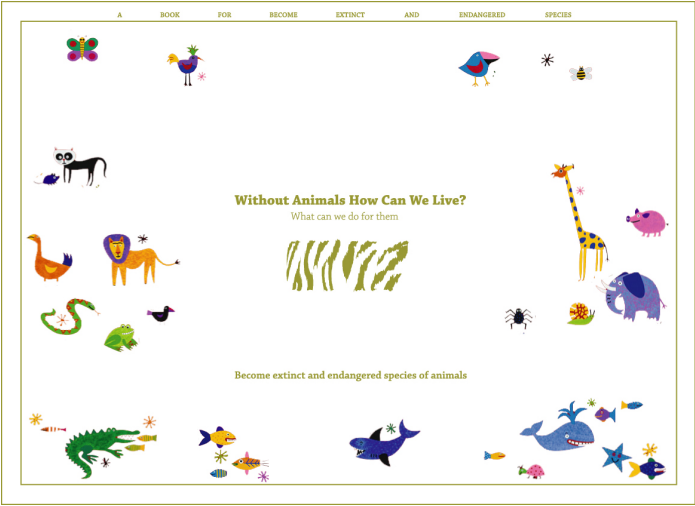 A BOOK FOR BECOME EXTINCT AND ENDANGERED SPECIES
Without Animals How Can We Live?
What can we do for them
Become extinct and endangered species of animals